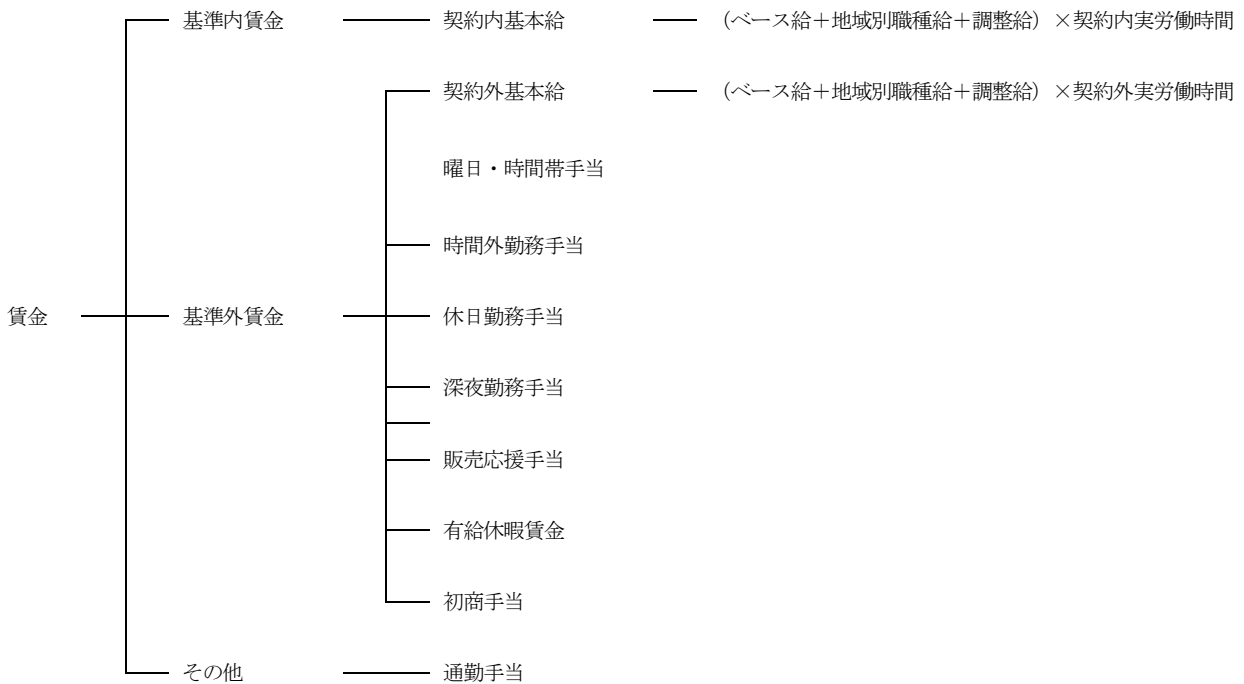 基準内賃金 契約内基本給 （ベース給＋地域別職種給＋調整給）×契約内実労働時間
契約外基本給 （ベース給＋地域別職種給＋調整給）×契約外実労働時間
曜日・時間帯手当
時間外勤務手当
賃金 基準外賃金 休日勤務手当
深夜勤務手当
販売応援手当
有給休暇賃金
初商手当
その他 通勤手当